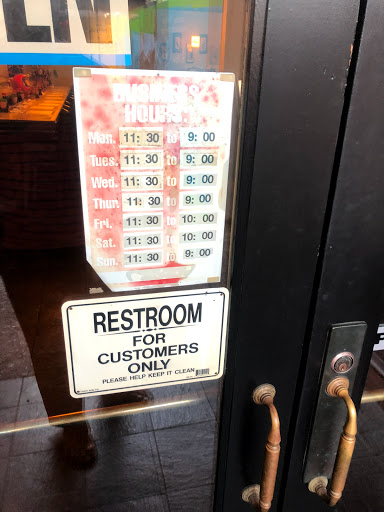 EN
BUSINESS
HOURS
Mon. 11: 30 to 9: 00
Tues. 11: 30 to 9: 00
Wed. 11: 30 to 9: 00
Thur. 11: 30 to 9: 00
Fri. 11: 30 to 10: 00
Sat. 11: 30 to 10: 00
Sun. 11: 30 to 9: 00
RESTROOM
FOR
CUSTOMERS
ONLY
PLEASE HELP KEEP IT CLEAN